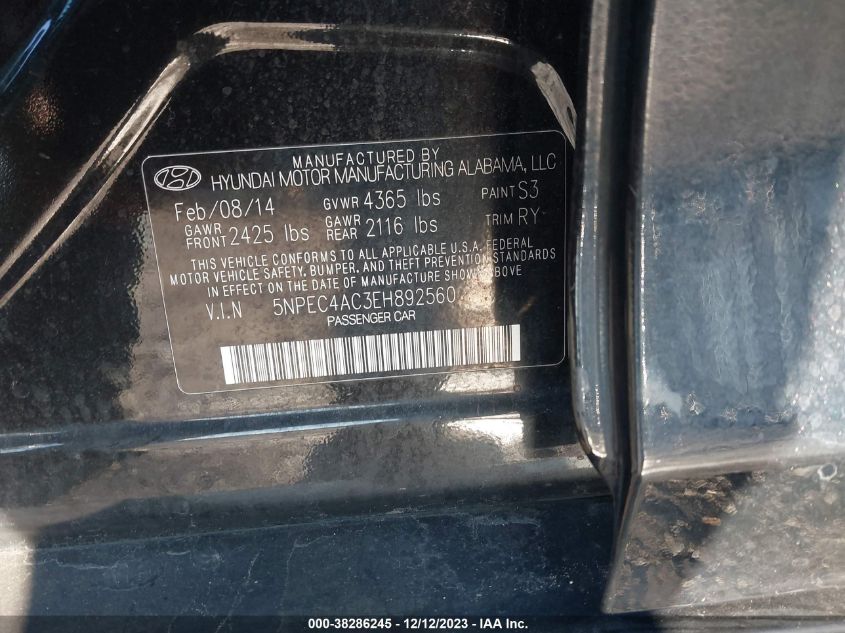 MANUFACTURED BY
HYUNDAI MOTOR MANUFACTURING ALABAMA, LLC
Feb/08/14 GVWR 4365 lbs PAINT S3
GAWR FRONT 2425 lbs GAWR REAR 2116 lbs TRIM RY
THIS VEHICLE CONFORMS TO ALL APPLICABLE U.S.A. FEDERAL
MOTOR VEHICLE SAFETY, BUMPER, AND THEFT PREVENTION STANDARDS
IN EFFECT ON THE DATE OF MANUFACTURE SHOWN ABOVE
V.I.N 5NPEC4AC3EH892560
PASSENGER CAR
000-38286245 - 12/12/2023 - IAA Inc.